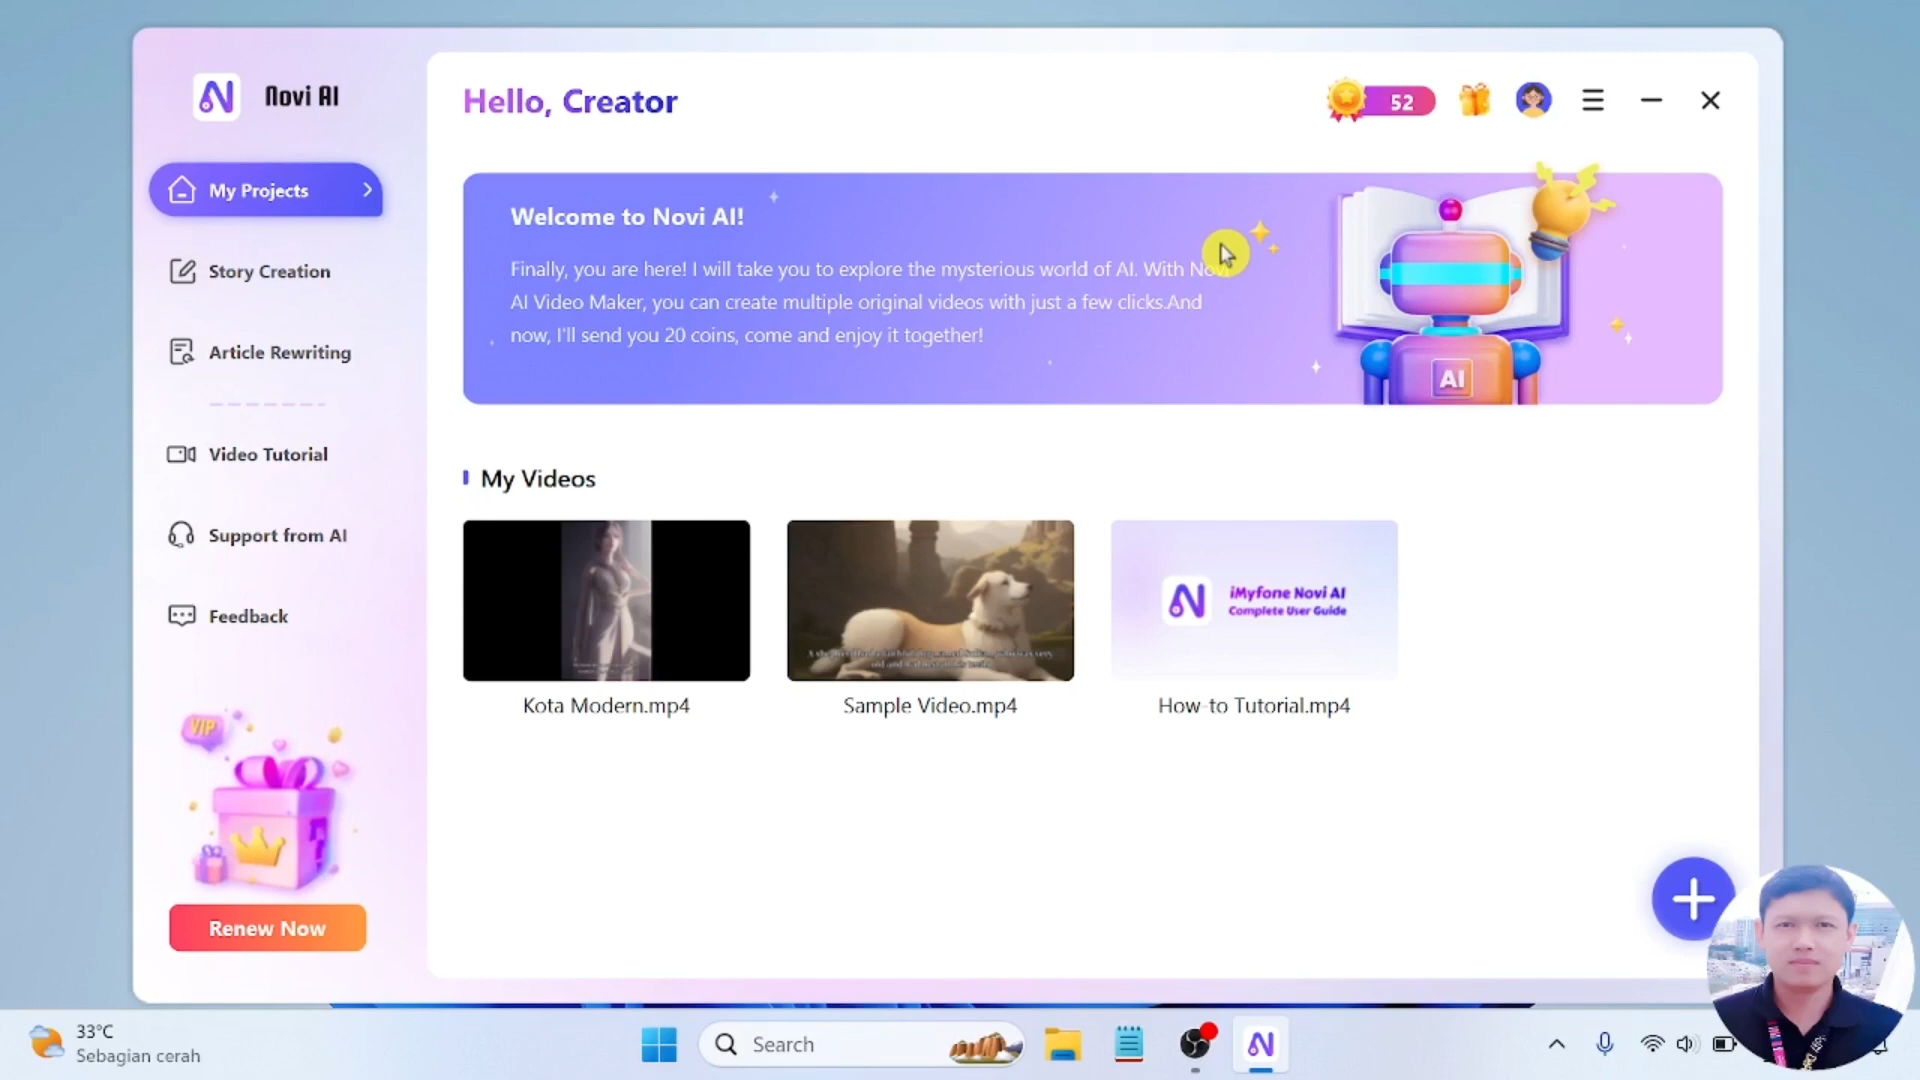 Novi AI
Hello, Creator
52
My Projects
Story Creation
Article Rewriting
Video Tutorial
Support from AI
Feedback
VIP
Renew Now
Welcome to Novi AI!
Finally, you are here! I will take you to explore the mysterious world of AI. With Novi
AI Video Maker, you can create multiple original videos with just a few clicks.And
now, I'll send you 20 coins, come and enjoy it together!
AI
My Videos
iMyfone Novi AI
Complete User Guide
Kota Modern.mp4
Sample Video.mp4
How-to Tutorial.mp4
33°C
Sebagian cerah
Search